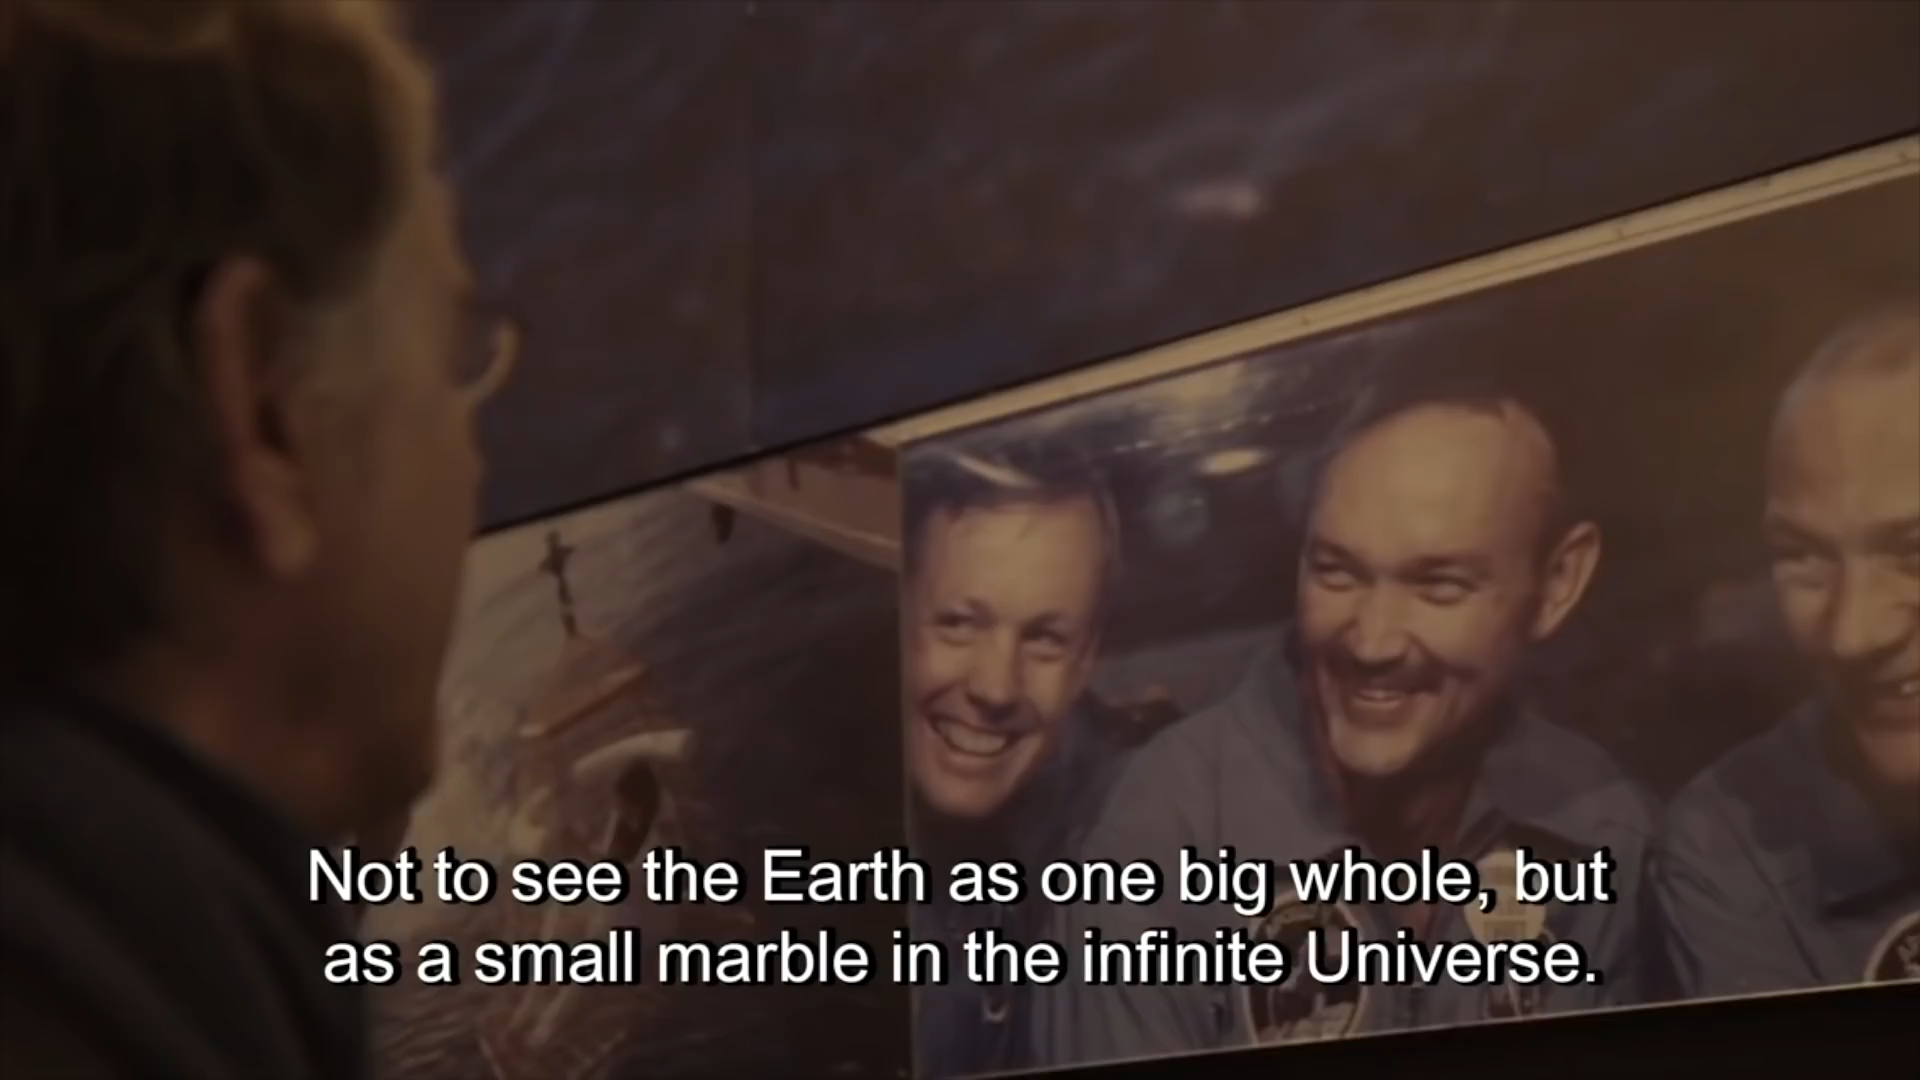 Not to see the Earth as one big whole, but
as a small marble in the infinite Universe.